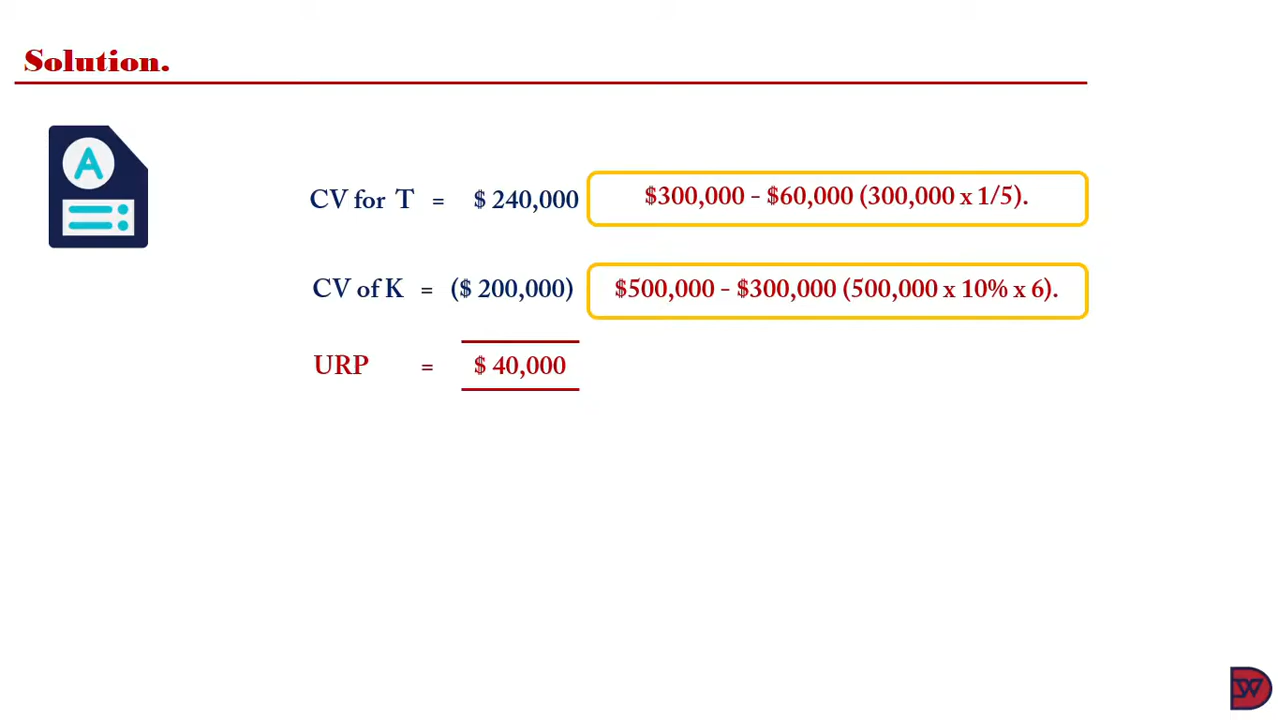 Solution.
A
CV for T = $ 240,000 $300,000 - $60,000 (300,000 x 1/5).
CV of K = ($ 200,000) $500,000 - $300,000 (500,000 x 10% x 6).
URP = $ 40,000
DW